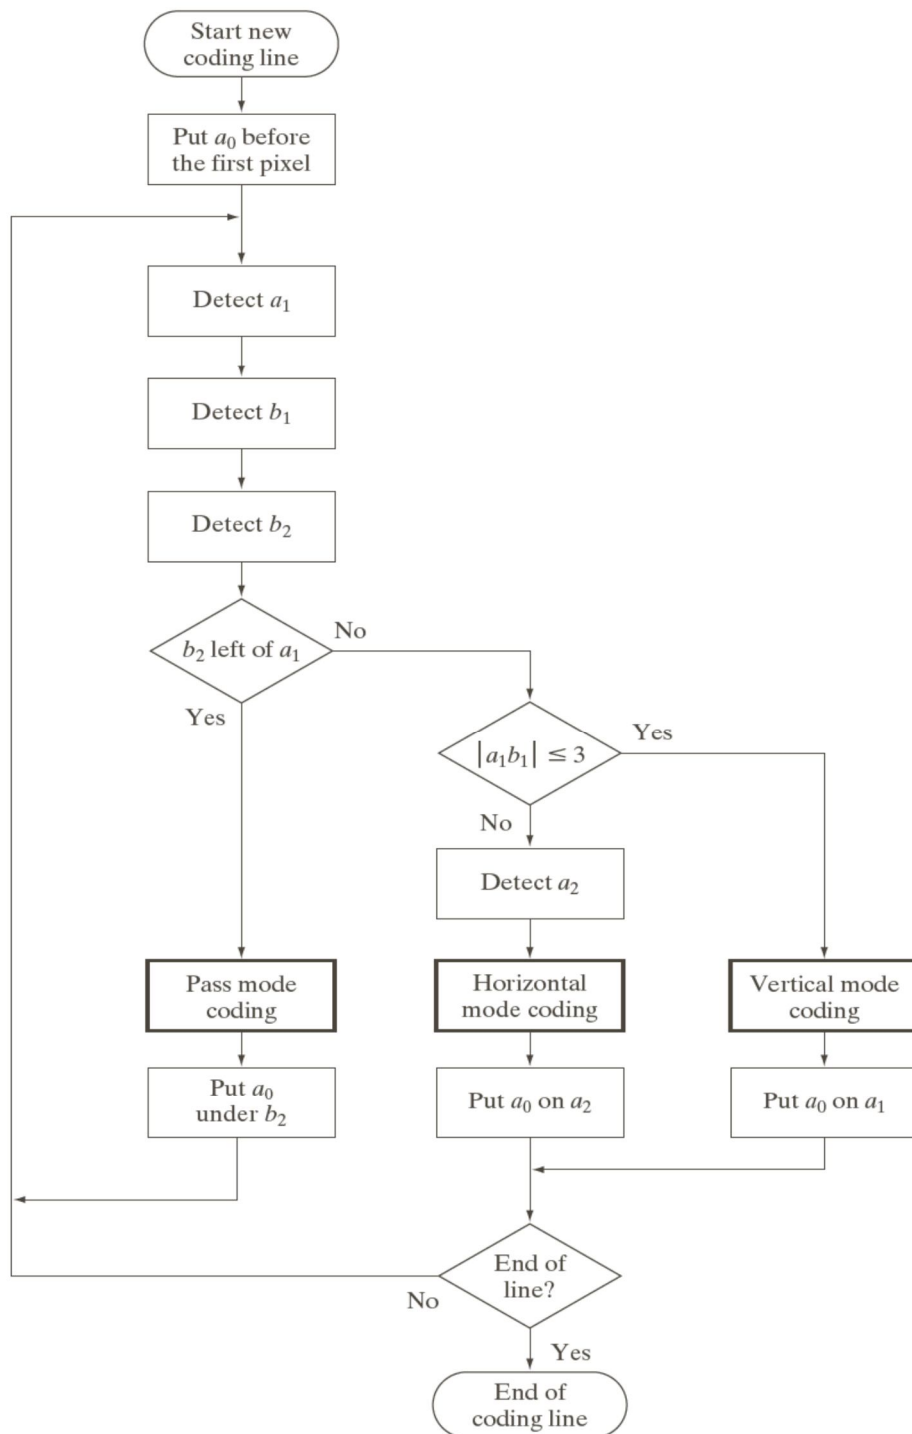 Start new
coding line
Put a₀ before
the first pixel
Detect a₁
Detect b₁
Detect b₂
b₂ left of a₁
No
Yes
|a₁b₁| ≤ 3
Yes
No
Detect a₂
Pass mode
coding
Horizontal
mode coding
Vertical mode
coding
Put a₀
under b₂
Put a₀ on a₂
Put a₀ on a₁
End of
line?
No
Yes
End of
coding line